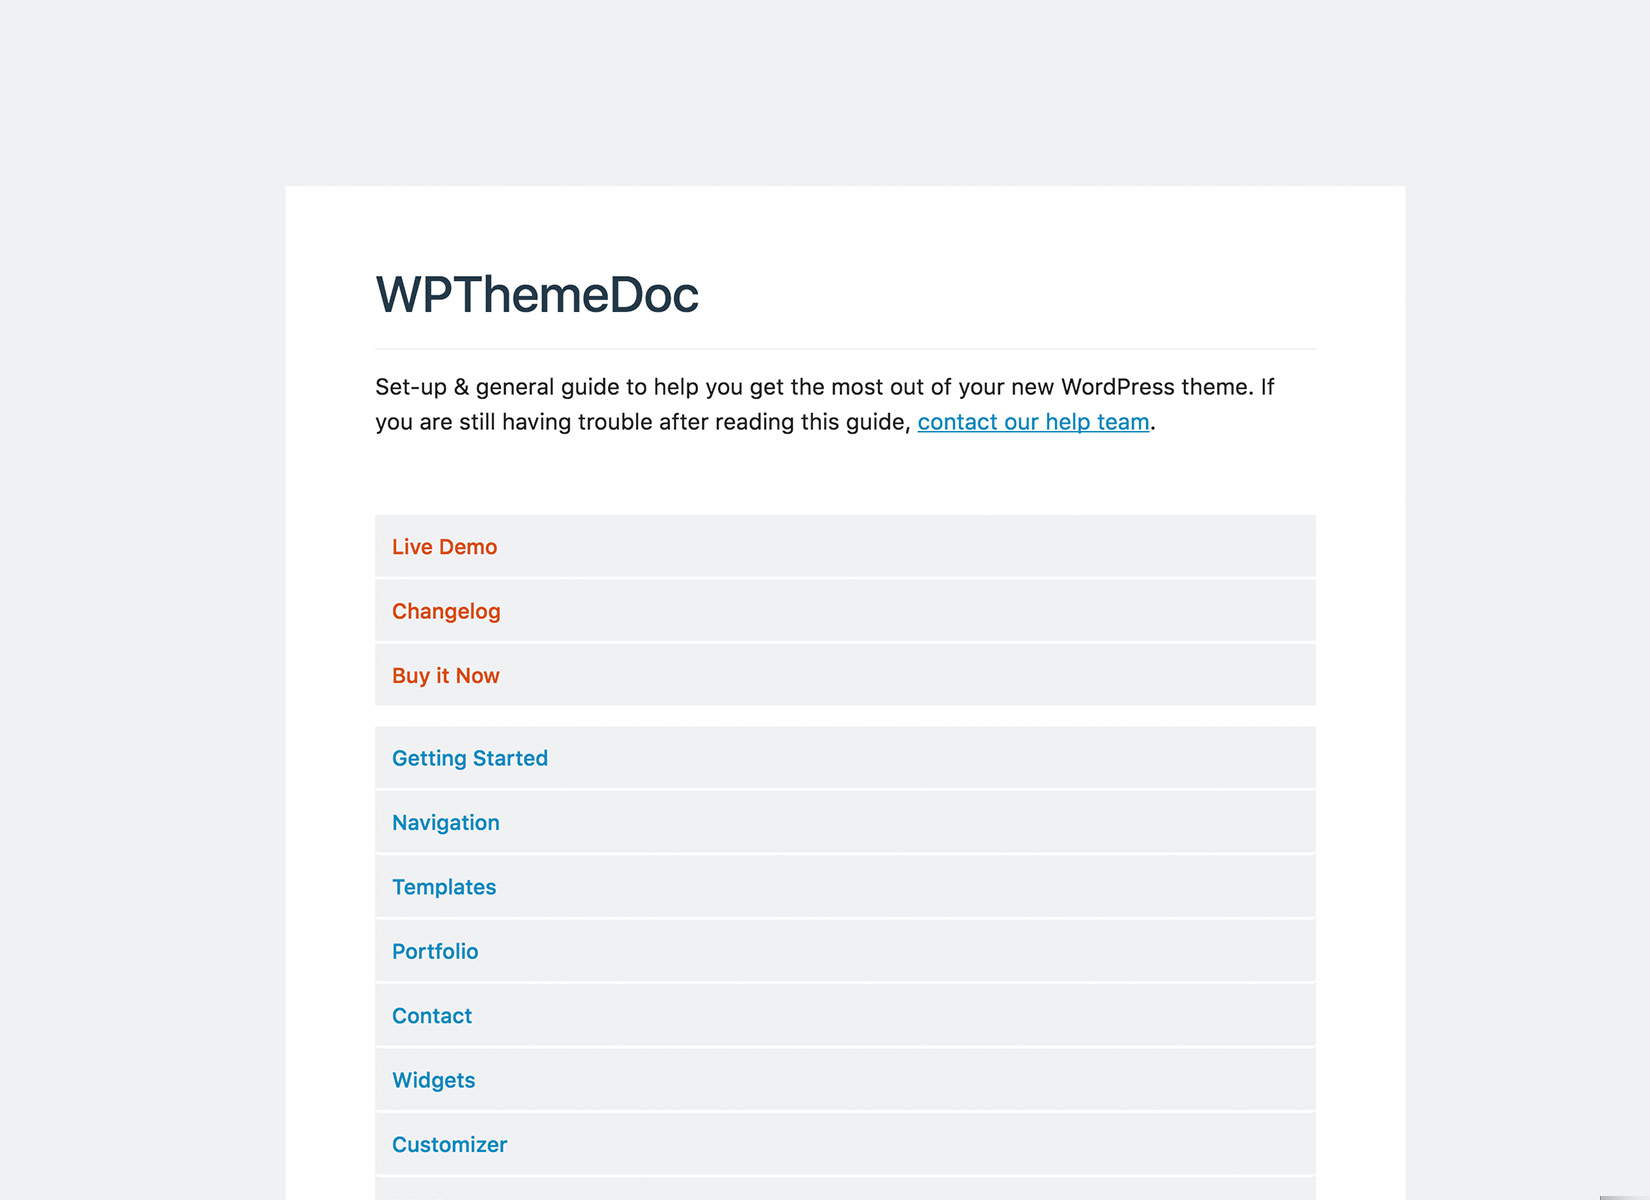 WPThemeDoc
Set-up & general guide to help you get the most out of your new WordPress theme. If
you are still having trouble after reading this guide, contact our help team.
Live Demo
Changelog
Buy it Now
Getting Started
Navigation
Templates
Portfolio
Contact
Widgets
Customizer